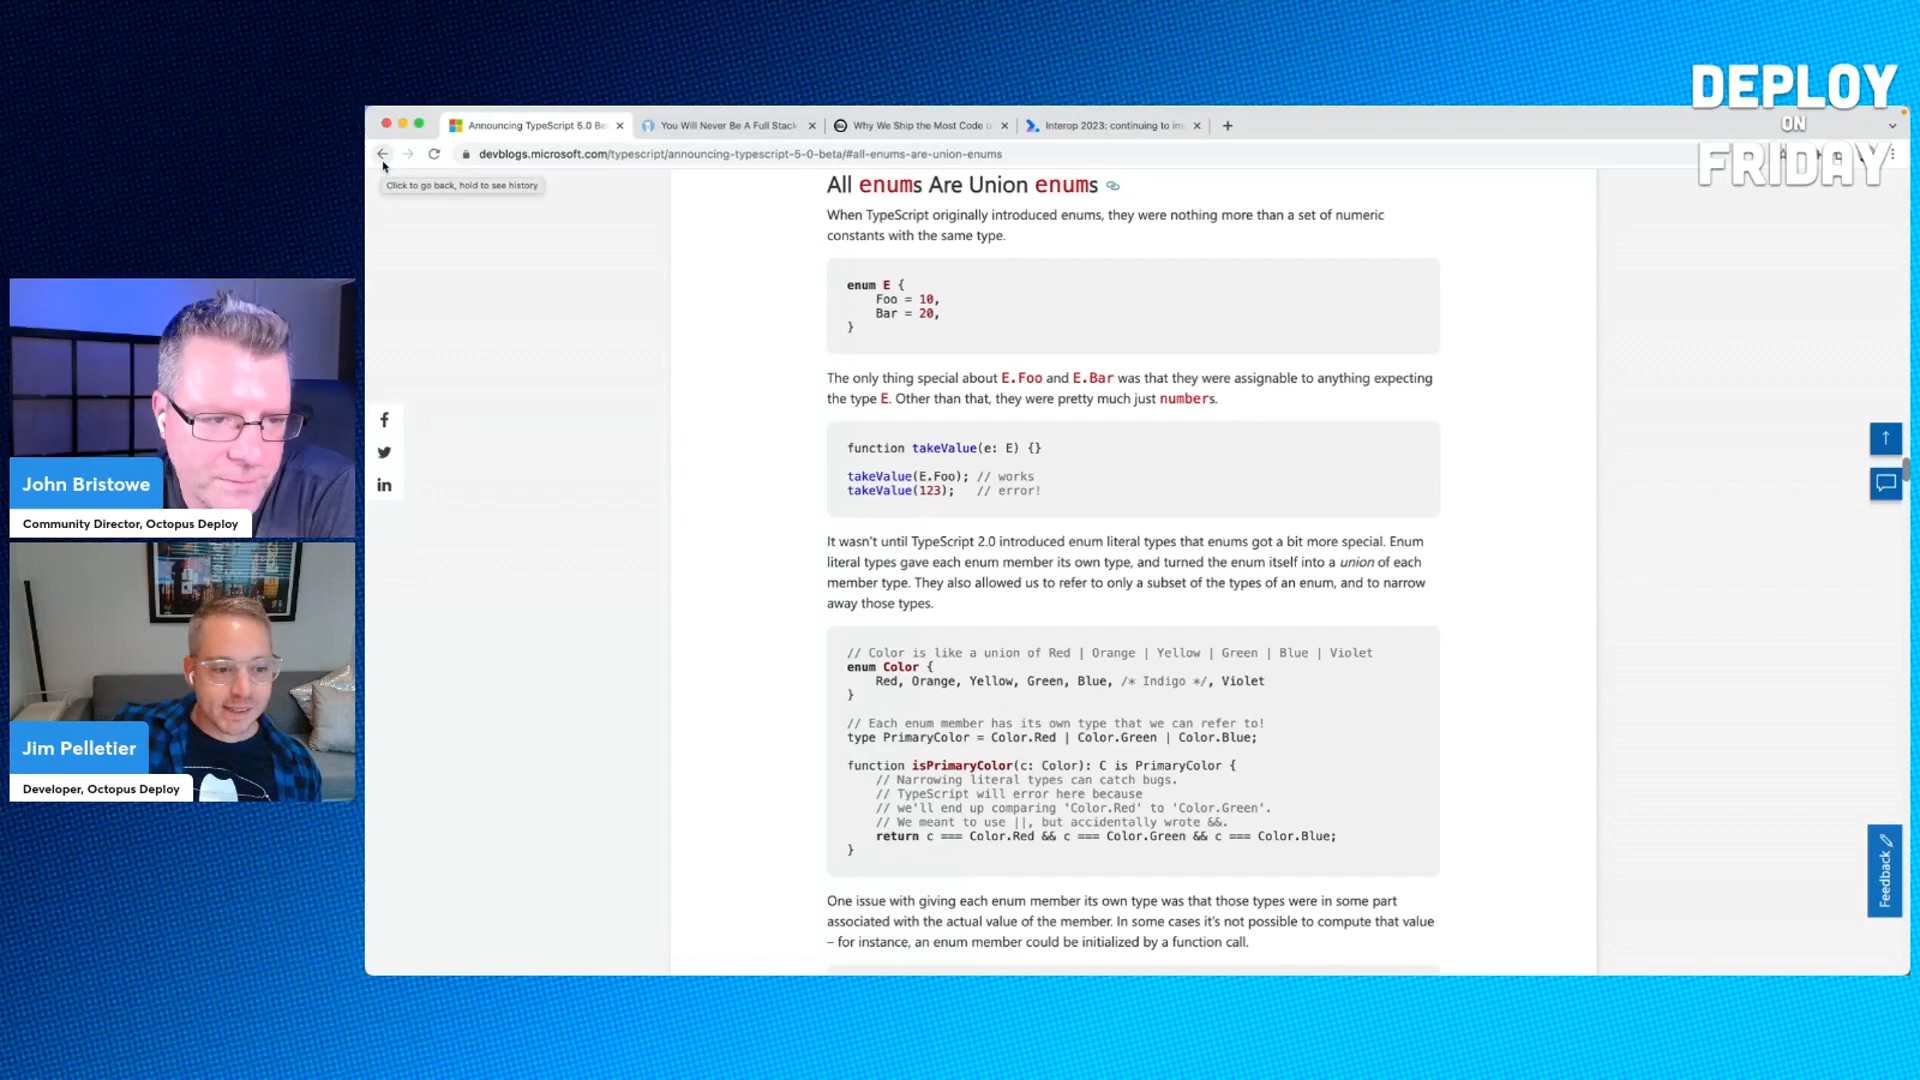 DEPLOY
ON
FRIDAY
Announcing TypeScript 5.0 Be
You Will Never Be A Full Stack
Why We Ship the Most Code o
Interop 2023: continuing to im
devblogs.microsoft.com/typescript/announcing-typescript-5-0-beta/#all-enums-are-union-enums
Click to go back, hold to see history
All enums Are Union enums
When TypeScript originally introduced enums, they were nothing more than a set of numeric
constants with the same type.
enum E {
Foo = 10,
Bar = 20,
}
The only thing special about E.Foo and E.Bar was that they were assignable to anything expecting
the type E. Other than that, they were pretty much just numbers.
function takeValue(e: E) {}
takeValue(E.Foo); // works
takeValue(123);   // error!
It wasn't until TypeScript 2.0 introduced enum literal types that enums got a bit more special. Enum
literal types gave each enum member its own type, and turned the enum itself into a union of each
member type. They also allowed us to refer to only a subset of the types of an enum, and to narrow
away those types.
// Color is like a union of Red | Orange | Yellow | Green | Blue | Violet
enum Color {
Red, Orange, Yellow, Green, Blue, /* Indigo */, Violet
}
// Each enum member has its own type that we can refer to!
type PrimaryColor = Color.Red | Color.Green | Color.Blue;
function isPrimaryColor(c: Color): C is PrimaryColor {
// Narrowing literal types can catch bugs.
// TypeScript will error here because
// we'll end up comparing 'Color.Red' to 'Color.Green'.
// We meant to use ||, but accidentally wrote &&.
return c === Color.Red && c === Color.Green && c === Color.Blue;
}
One issue with giving each enum member its own type was that those types were in some part
associated with the actual value of the member. In some cases it's not possible to compute that value
– for instance, an enum member could be initialized by a function call.
Feedback
John Bristowe
Community Director, Octopus Deploy
Jim Pelletier
Developer, Octopus Deploy